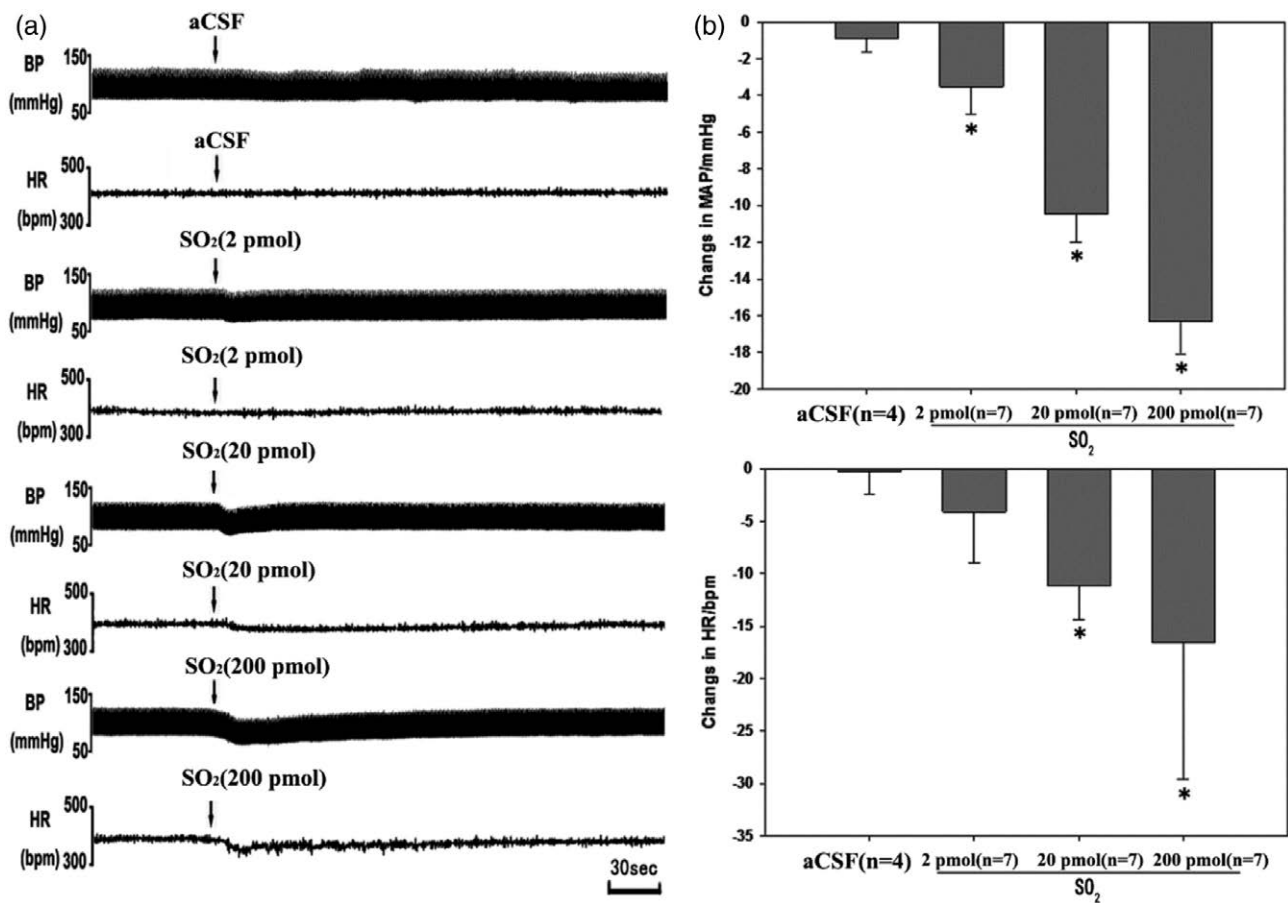 (a)
aCSF
BP
(mmHg)
150
50
aCSF
HR
(bpm)
500
300
SO₂(2 pmol)
BP
(mmHg)
150
50
SO₂(2 pmol)
HR
(bpm)
500
300
SO₂(20 pmol)
BP
(mmHg)
150
50
SO₂(20 pmol)
HR
(bpm)
500
300
SO₂(200 pmol)
BP
(mmHg)
150
50
SO₂(200 pmol)
HR
(bpm)
500
300
30sec
(b)
Changs in MAP/mmHg
0
-2
-4
-6
-8
-10
-12
-14
-16
-18
-20
*
*
*
aCSF(n=4) 2 pmol(n=7) 20 pmol(n=7) 200 pmol(n=7)
SO₂
Changs in HR/bpm
0
-5
-10
-15
-20
-25
-30
-35
*
*
aCSF(n=4) 2 pmol(n=7) 20 pmol(n=7) 200 pmol(n=7)
SO₂